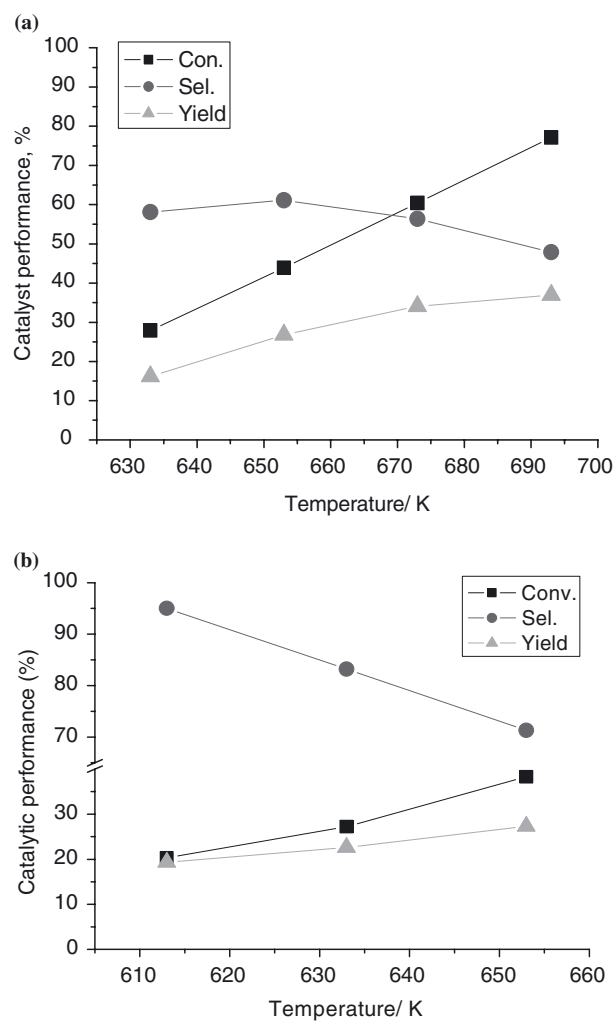 (a)
100
90
80
70
60
50
40
30
20
10
0
Catalyst performance, %
Con.
Sel.
Yield
630 640 650 660 670 680 690 700
Temperature/ K
(b)
100
90
80
70
30
20
10
0
Catalytic performance (%)
Conv.
Sel.
Yield
610 620 630 640 650 660
Temperature/ K